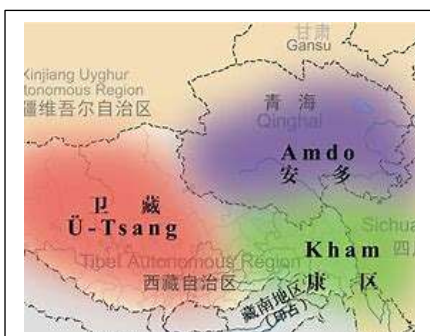 甘肃
Gansu
Xinjiang Uyghur
tonomous Region
疆维吾尔自治区
青 海
Qinghai
Amdo
安 多
卫 藏
Ü-Tsang
Sichua
四
Kham
康 区
Tibet Autonomous Region
西藏自治区
藏南地区